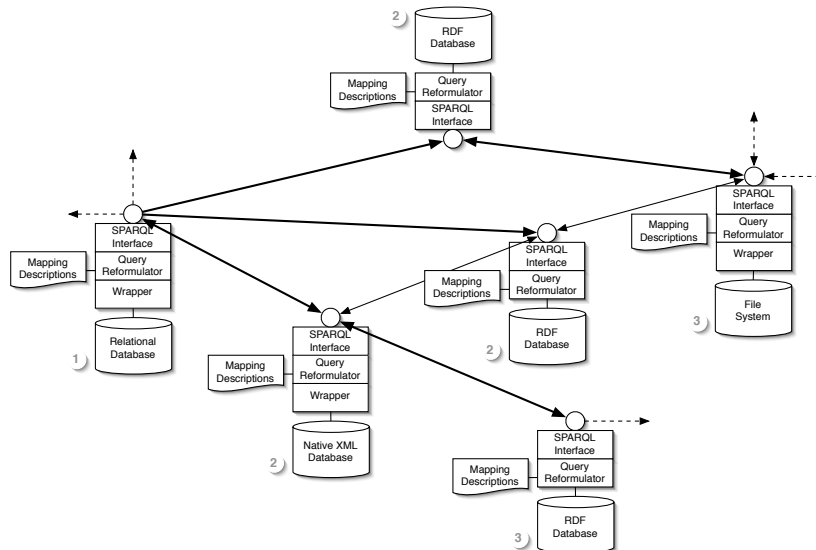 2
RDF
Database
Mapping
Descriptions
Query
Reformulator
SPARQL
Interface
SPARQL
Interface
Mapping
Descriptions
Query
Reformulator
Wrapper
Relational
Database
1
SPARQL
Interface
Mapping
Descriptions
Query
Reformulator
Wrapper
File
System
3
SPARQL
Interface
Mapping
Descriptions
Query
Reformulator
RDF
Database
2
SPARQL
Interface
Mapping
Descriptions
Query
Reformulator
Wrapper
Native XML
Database
2
SPARQL
Interface
Mapping
Descriptions
Query
Reformulator
RDF
Database
3